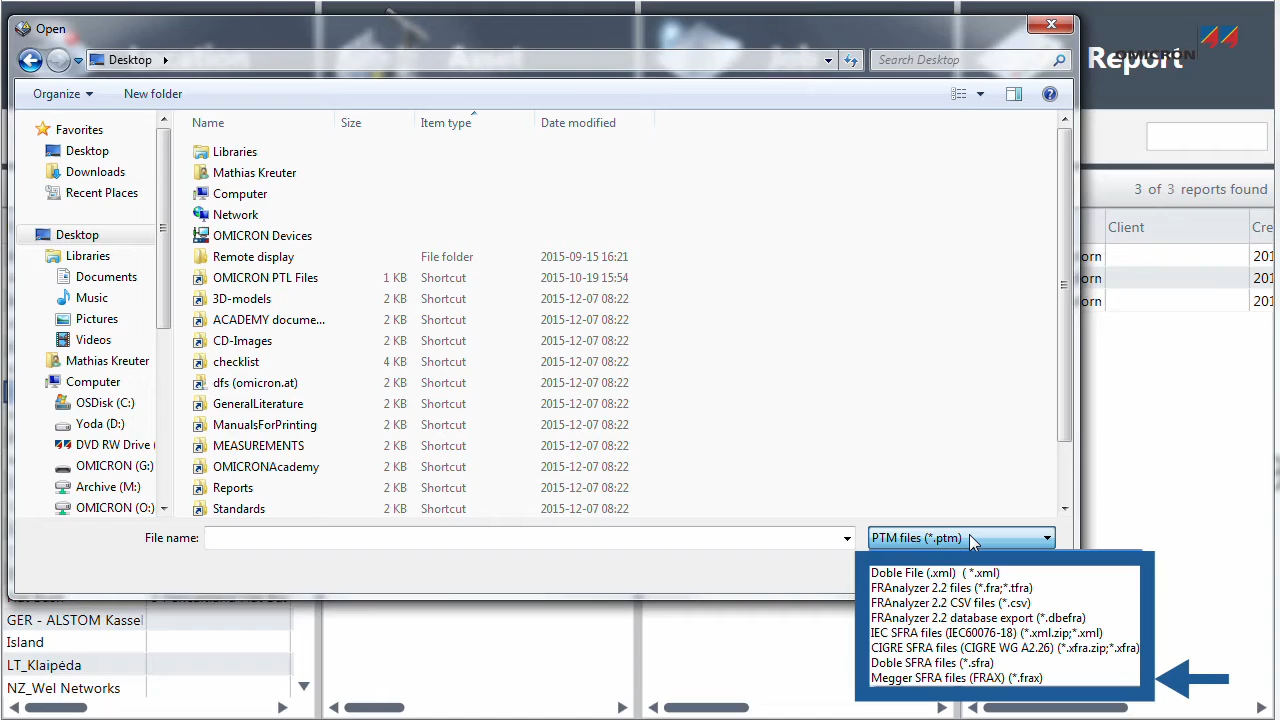 Open
OMICRON
Desktop
Search Desktop
Report
Organize
New folder
Name
Size
Item type
Date modified
Favorites
Desktop
Downloads
Recent Places
Desktop
Libraries
Documents
Music
Pictures
Videos
Mathias Kreuter
Computer
OSDisk (C:)
Yoda (D:)
DVD RW Drive (
OMICRON (G:)
Archive (M:)
OMICRON (O:)
Libraries
Mathias Kreuter
Computer
Network
OMICRON Devices
Remote display File folder 2015-09-15 16:21
OMICRON PTL Files 1 KB Shortcut 2015-10-19 15:54
3D-models 2 KB Shortcut 2015-12-07 08:22
ACADEMY docume... 2 KB Shortcut 2015-12-07 08:22
CD-Images 2 KB Shortcut 2015-12-07 08:22
checklist 4 KB Shortcut 2015-12-07 08:22
dfs (omicron.at) 2 KB Shortcut 2015-12-07 08:22
GeneralLiterature 2 KB Shortcut 2015-12-07 08:22
ManualsForPrinting 2 KB Shortcut 2015-12-07 08:22
MEASUREMENTS 2 KB Shortcut 2015-12-07 08:22
OMICRONAcademy 2 KB Shortcut 2015-12-07 08:22
Reports 2 KB Shortcut 2015-12-07 08:22
Standards 2 KB Shortcut 2015-12-07 08:22
3 of 3 reports found
Client
Cre
orn 201
orn 201
orn 201
File name:
PTM files (*.ptm)
Doble File (.xml) ( *.xml)
FRAnalyzer 2.2 files (*.fra;*.tfra)
FRAnalyzer 2.2 CSV files (*.csv)
FRAnalyzer 2.2 database export (*.dbefra)
IEC SFRA files (IEC60076-18) (*.xml.zip;*.xml)
CIGRE SFRA files (CIGRE WG A2.26) (*.xfra.zip;*.xfra)
Doble SFRA files (*.sfra)
Megger SFRA files (FRAX) (*.frax)
GER - ALSTOM Kassel
Island
LT_Klaipėda
NZ_Wel Networks